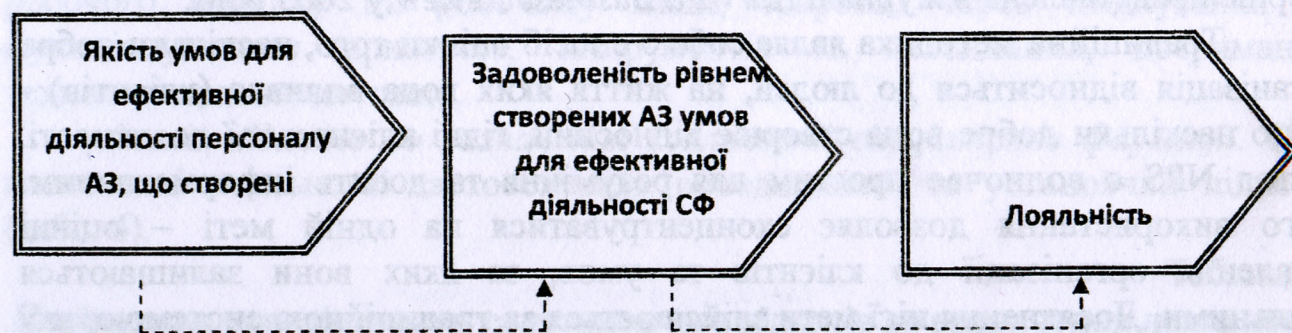 Якість умов для
ефективної
діяльності персоналу
АЗ, що створені
Задоволеність рівнем
створених АЗ умов
для ефективної
діяльності СФ
Лояльність